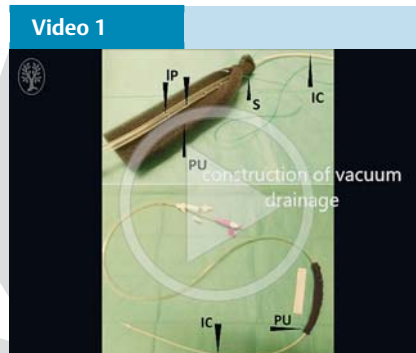 Video 1
IP
S
IC
PU
construction of vacuum
drainage
IC
PU